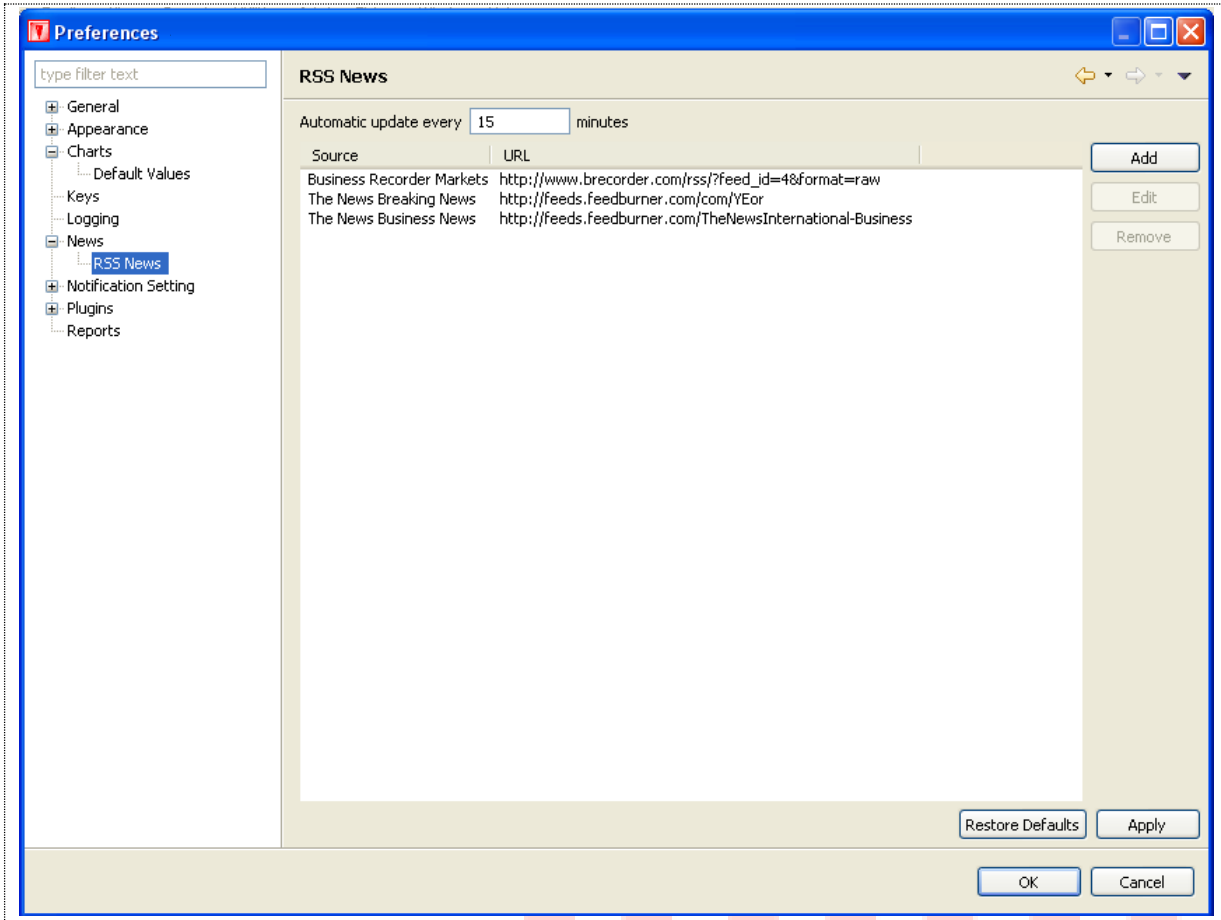 Preferences
type filter text
General
Appearance
Charts
Default Values
Keys
Logging
News
RSS News
Notification Setting
Plugins
Reports
RSS News
Automatic update every 15 minutes
Source URL
Business Recorder Markets http://www.brecorder.com/rss/?feed_id=4&format=raw
The News Breaking News http://feeds.feedburner.com/com/YEor
The News Business News http://feeds.feedburner.com/TheNewsInternational-Business
Add
Edit
Remove
Restore Defaults Apply
OK Cancel